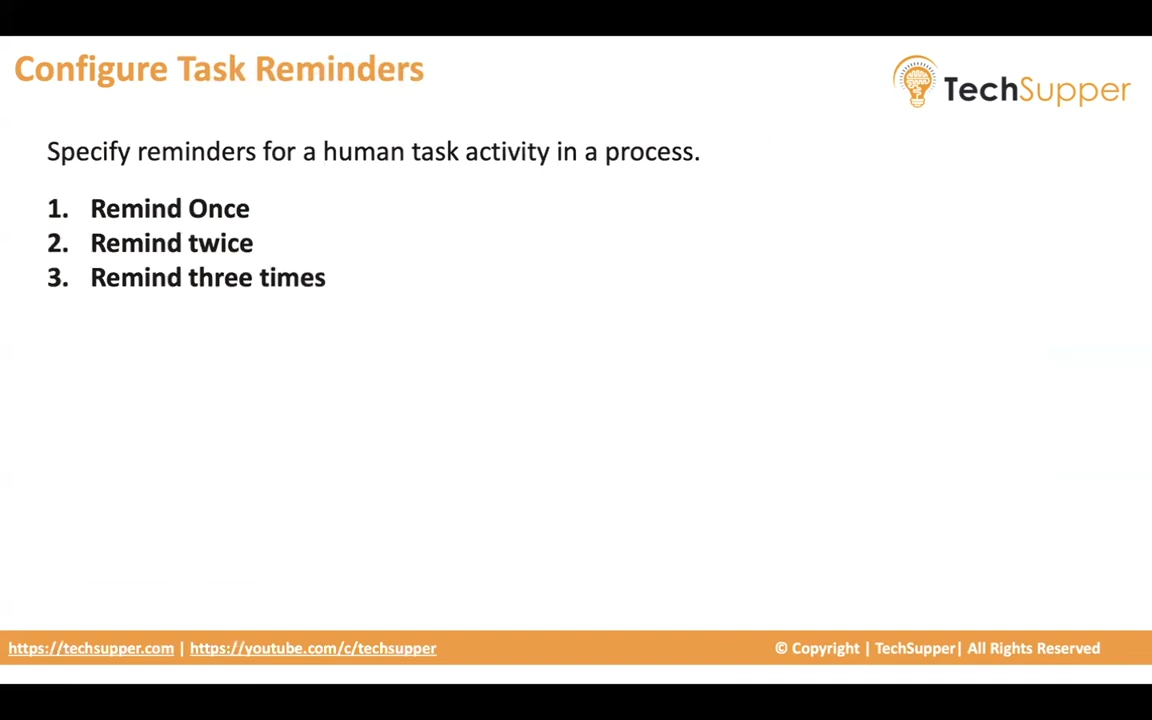 Configure Task Reminders
TechSupper
Specify reminders for a human task activity in a process.
1. Remind Once
2. Remind twice
3. Remind three times
https://techsupper.com | https://youtube.com/c/techsupper
© Copyright | TechSupper| All Rights Reserved